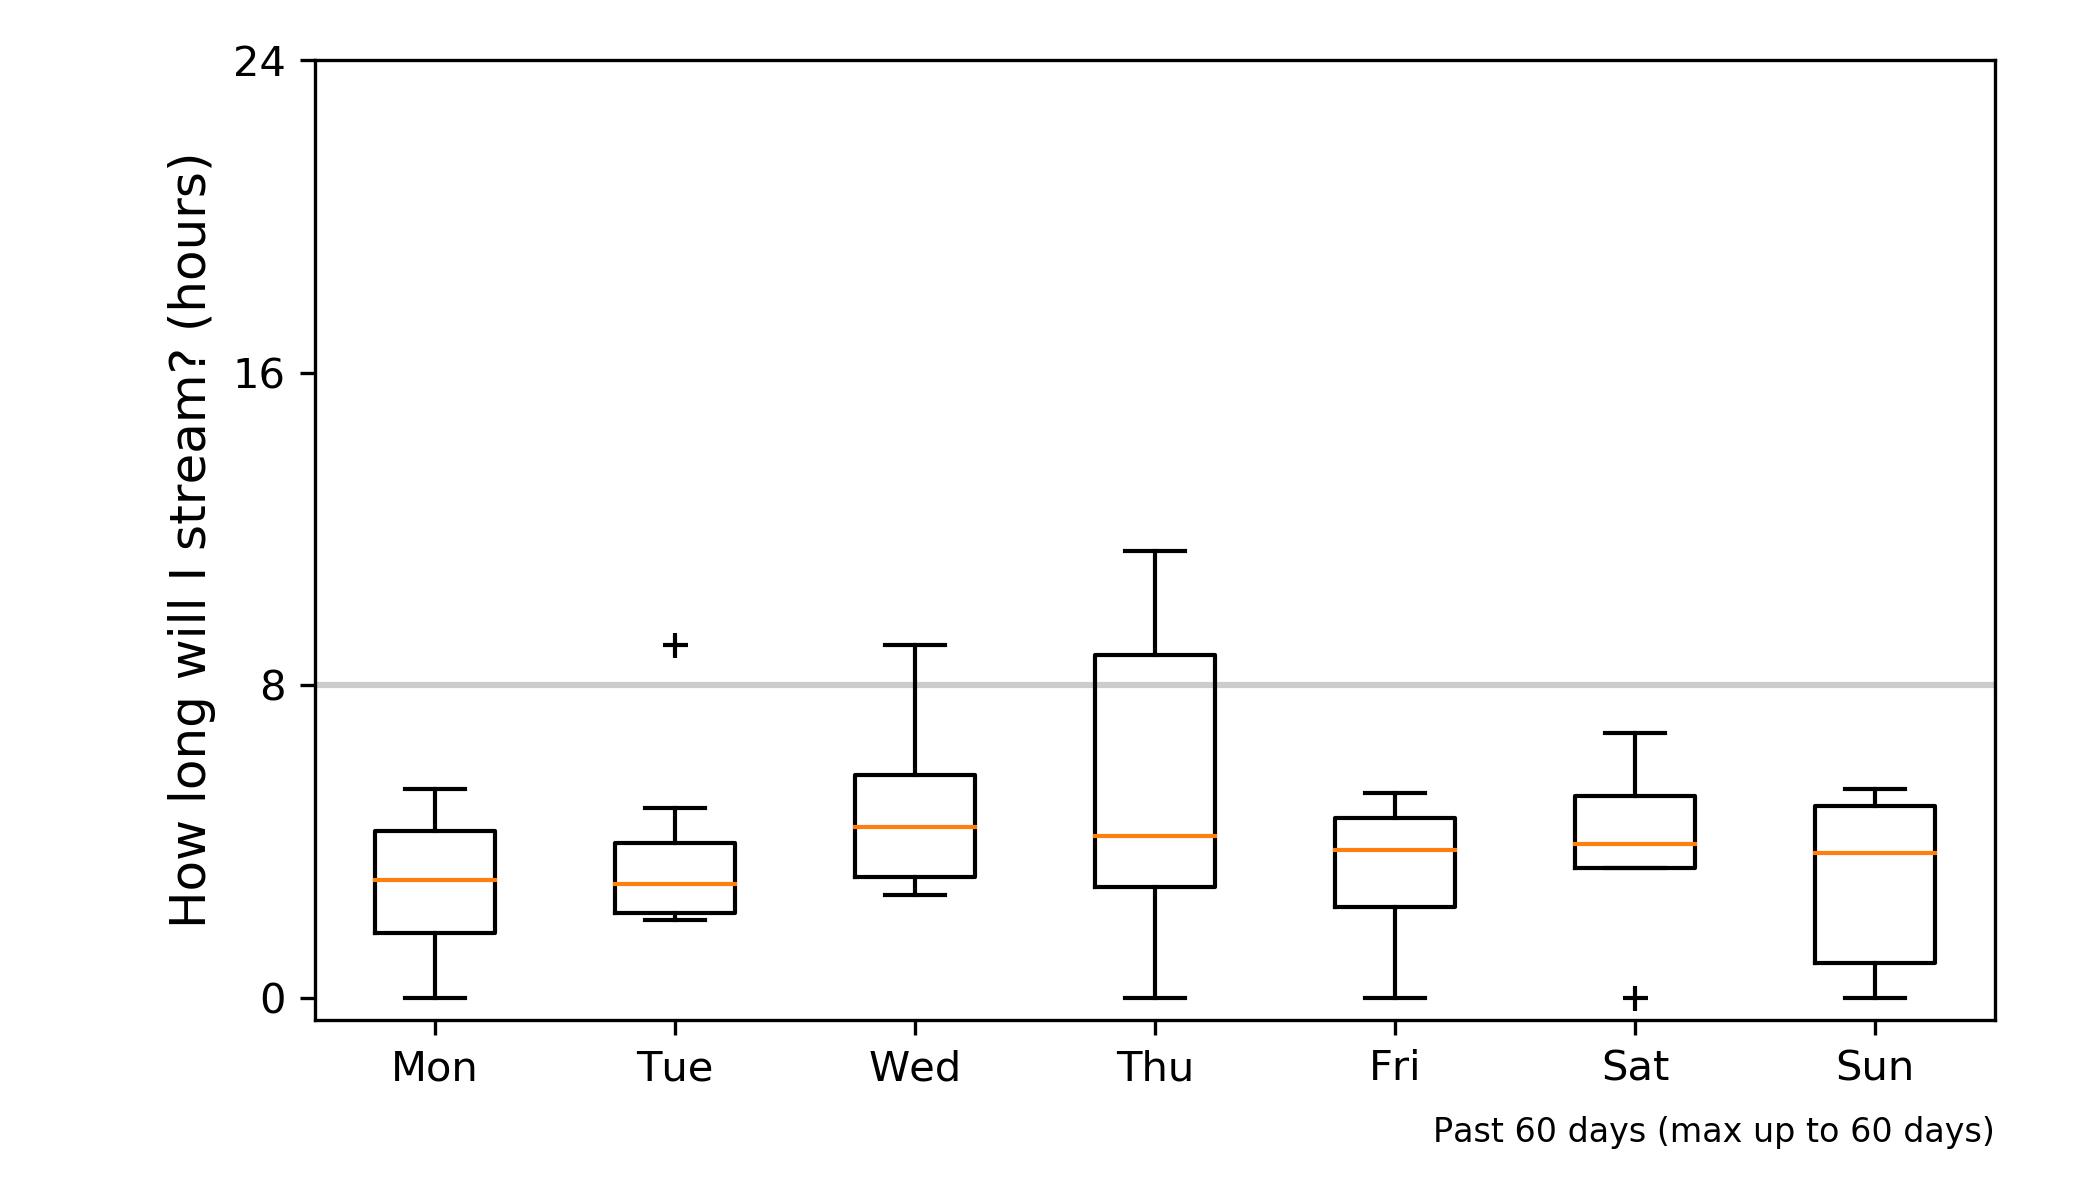 How long will I stream? (hours)
24
16
8
0
Mon Tue Wed Thu Fri Sat Sun
Past 60 days (max up to 60 days)